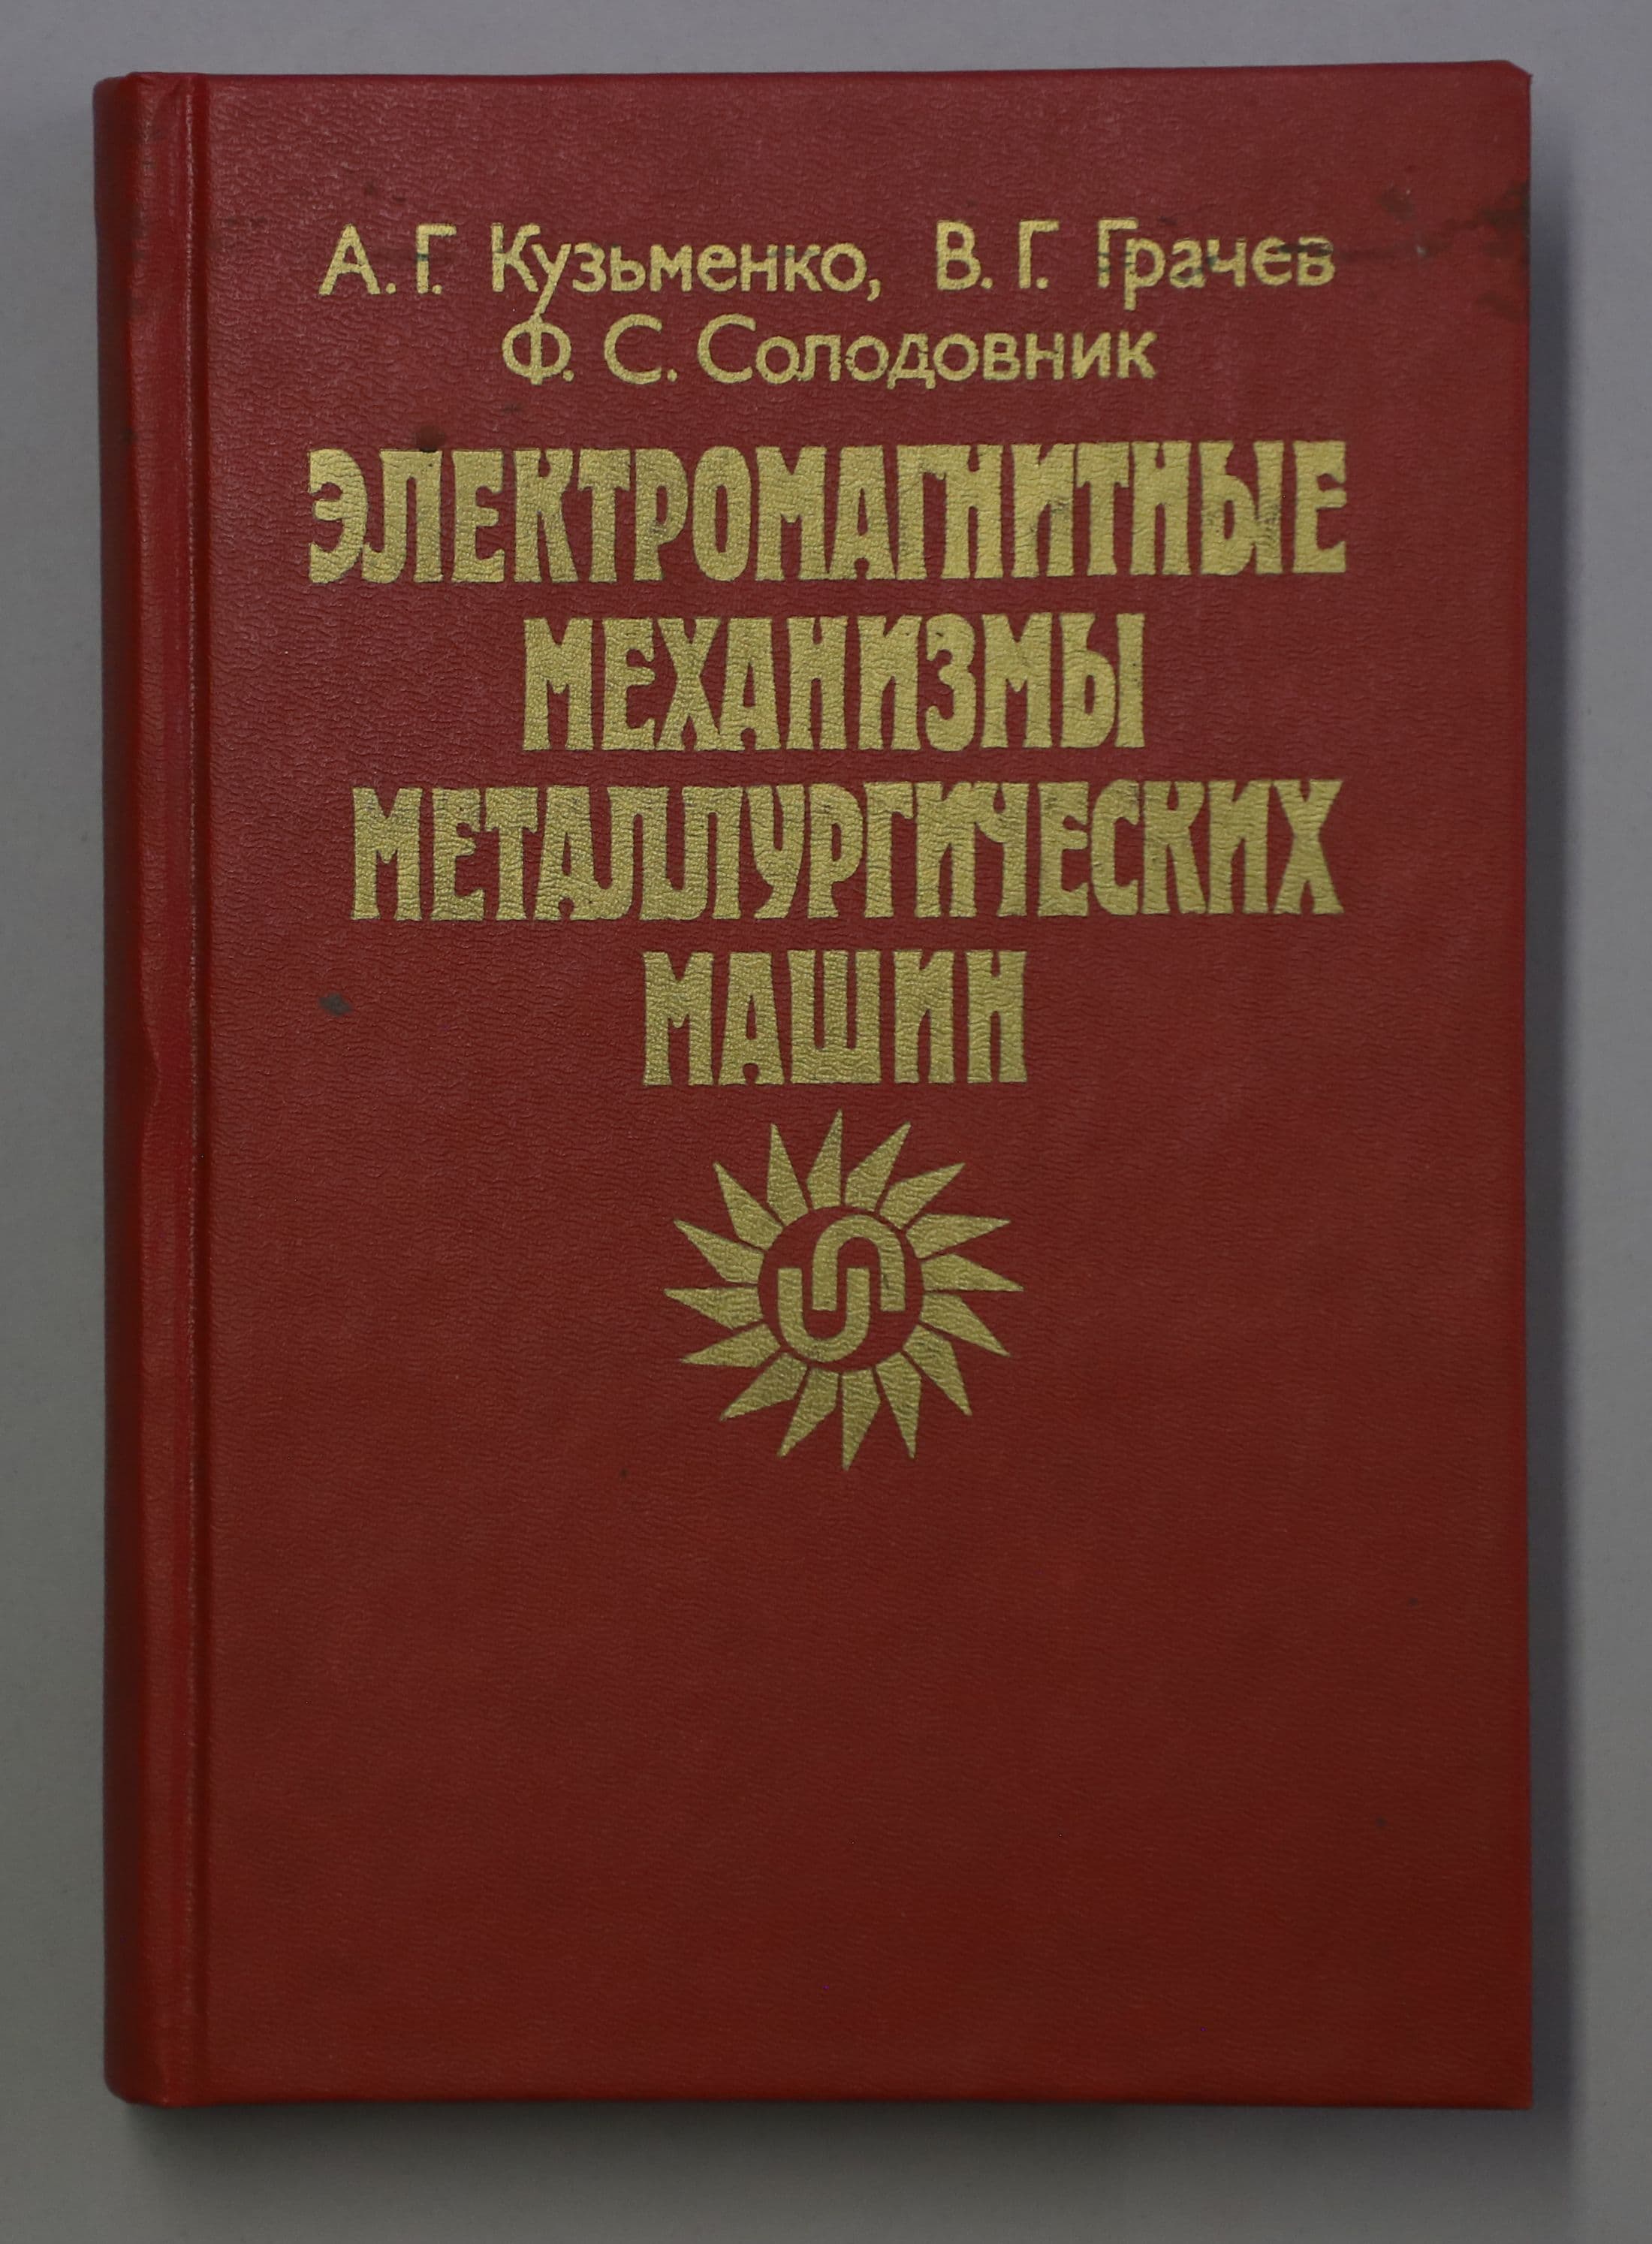 А. Г. Кузьменко, В. Г. Грачев
Ф. С. Солодовник
ЭЛЕКТРОМАГНИТНЫЕ
МЕХАНИЗМЫ
МЕТАЛЛУРГИЧЕСКИХ
МАШИН